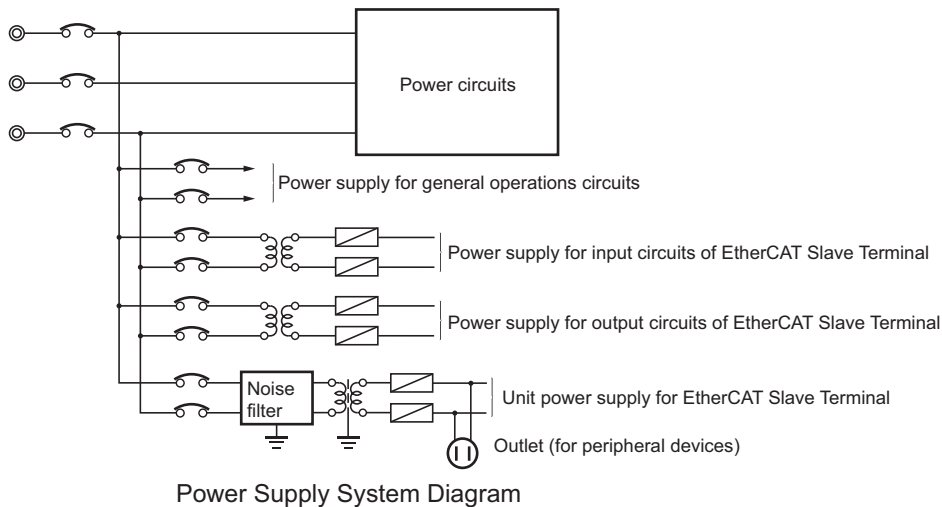 Power circuits
Power supply for general operations circuits
Power supply for input circuits of EtherCAT Slave Terminal
Power supply for output circuits of EtherCAT Slave Terminal
Noise
filter
Unit power supply for EtherCAT Slave Terminal
Outlet (for peripheral devices)
Power Supply System Diagram